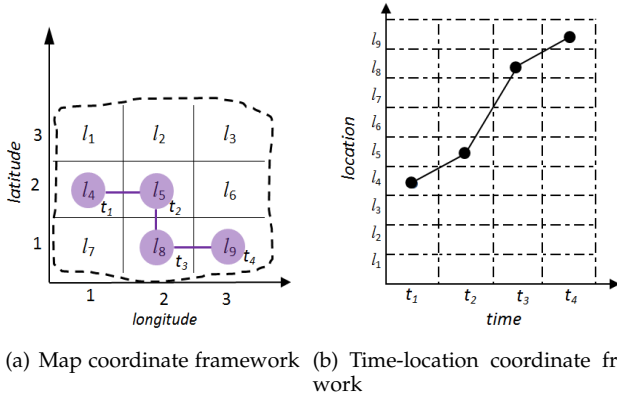 latitude
3
2
1
l1
l2
l3
l4
l5
l6
l7
l8
l9
t1
t2
t3
t4
1
2
3
longitude
(a) Map coordinate framework
location
l9
l8
l7
l6
l5
l4
l3
l2
l1
t1
t2
t3
t4
time
(b) Time-location coordinate fr
work